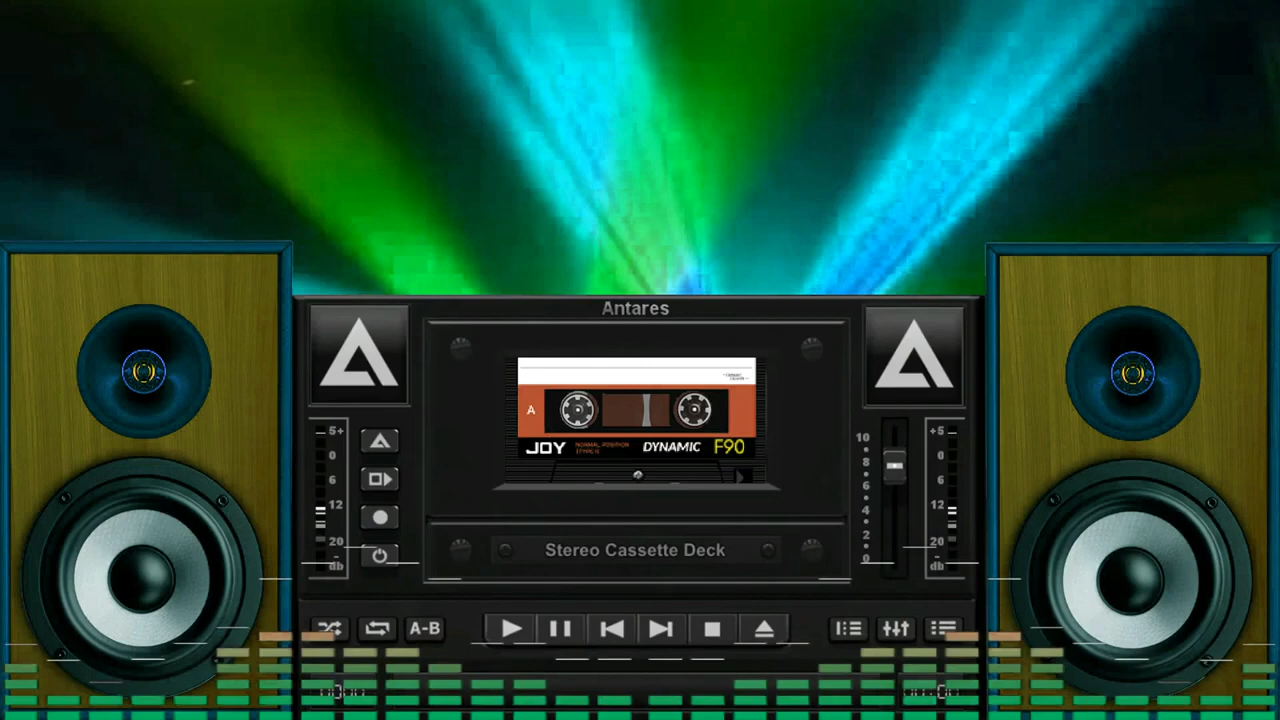 Antares
A
JOY
NORMAL POSITION
DYNAMIC
F90
Stereo Cassette Deck
5+
0
6
12
20
db
10
8
6
4
2
0
+5
0
6
12
20
db
A-B